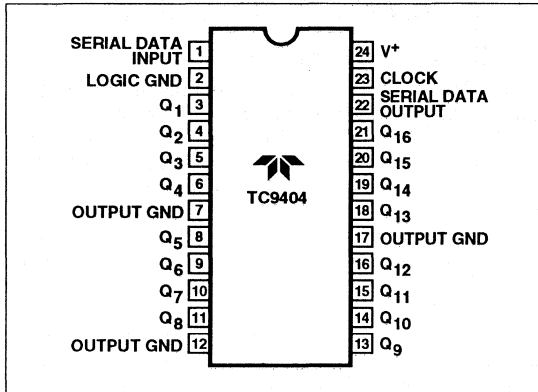 SERIAL DATA INPUT 1
LOGIC GND 2
Q1 3
Q2 4
Q3 5
Q4 6
OUTPUT GND 7
Q5 8
Q6 9
Q7 10
Q8 11
OUTPUT GND 12
TC9404
24 V+
23 CLOCK
22 SERIAL DATA OUTPUT
21 Q16
20 Q15
19 Q14
18 Q13
17 OUTPUT GND
16 Q12
15 Q11
14 Q10
13 Q9